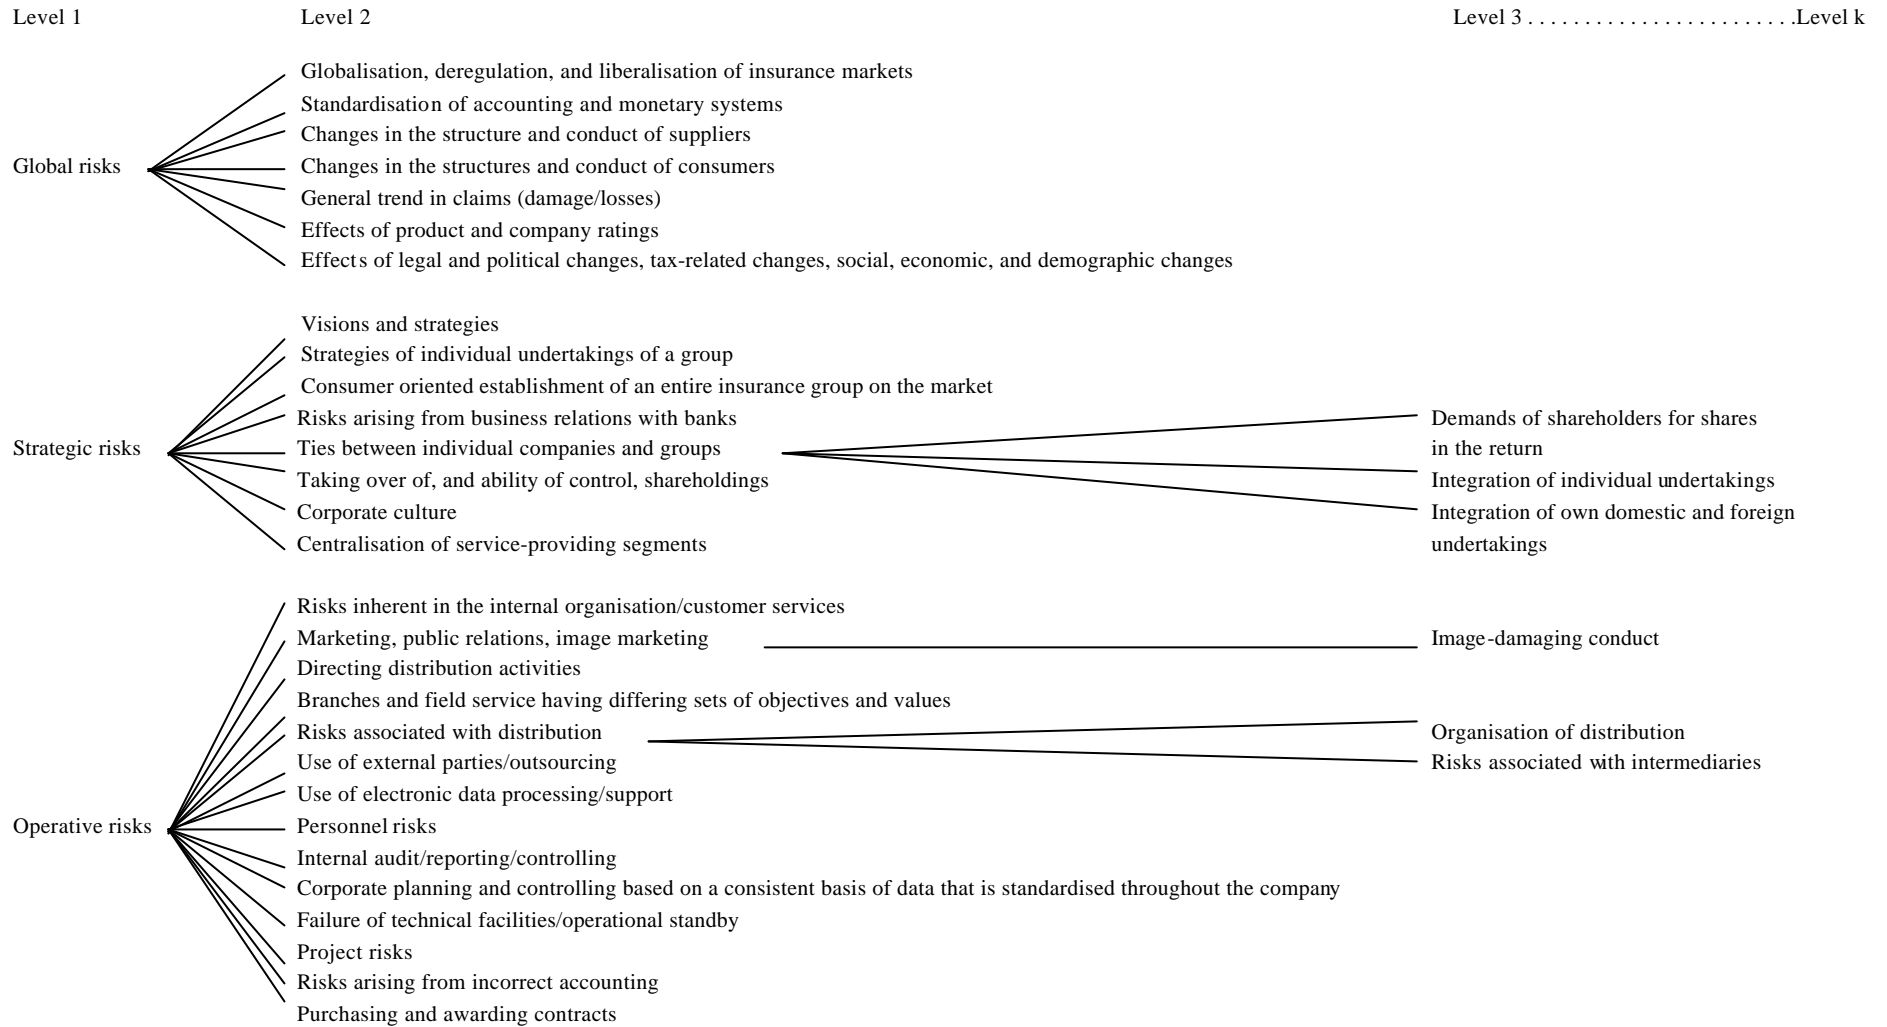 Level 1 Level 2 Level 3 . . . . . . . . . . . . . . . . . . . . . . . .Level k
Globalisation, deregulation, and liberalisation of insurance markets
Standardisation of accounting and monetary systems
Changes in the structure and conduct of suppliers
Global risks Changes in the structures and conduct of consumers
General trend in claims (damage/losses)
Effects of product and company ratings
Effects of legal and political changes, tax-related changes, social, economic, and demographic changes
Visions and strategies
Strategies of individual undertakings of a group
Consumer oriented establishment of an entire insurance group on the market
Risks arising from business relations with banks Demands of shareholders for shares
Strategic risks Ties between individual companies and groups in the return
Taking over of, and ability of control, shareholdings Integration of individual undertakings
Corporate culture Integration of own domestic and foreign
Centralisation of service-providing segments undertakings
Risks inherent in the internal organisation/customer services
Marketing, public relations, image marketing Image-damaging conduct
Directing distribution activities
Branches and field service having differing sets of objectives and values
Risks associated with distribution Organisation of distribution
Use of external parties/outsourcing Risks associated with intermediaries
Use of electronic data processing/support
Operative risks Personnel risks
Internal audit/reporting/controlling
Corporate planning and controlling based on a consistent basis of data that is standardised throughout the company
Failure of technical facilities/operational standby
Project risks
Risks arising from incorrect accounting
Purchasing and awarding contracts